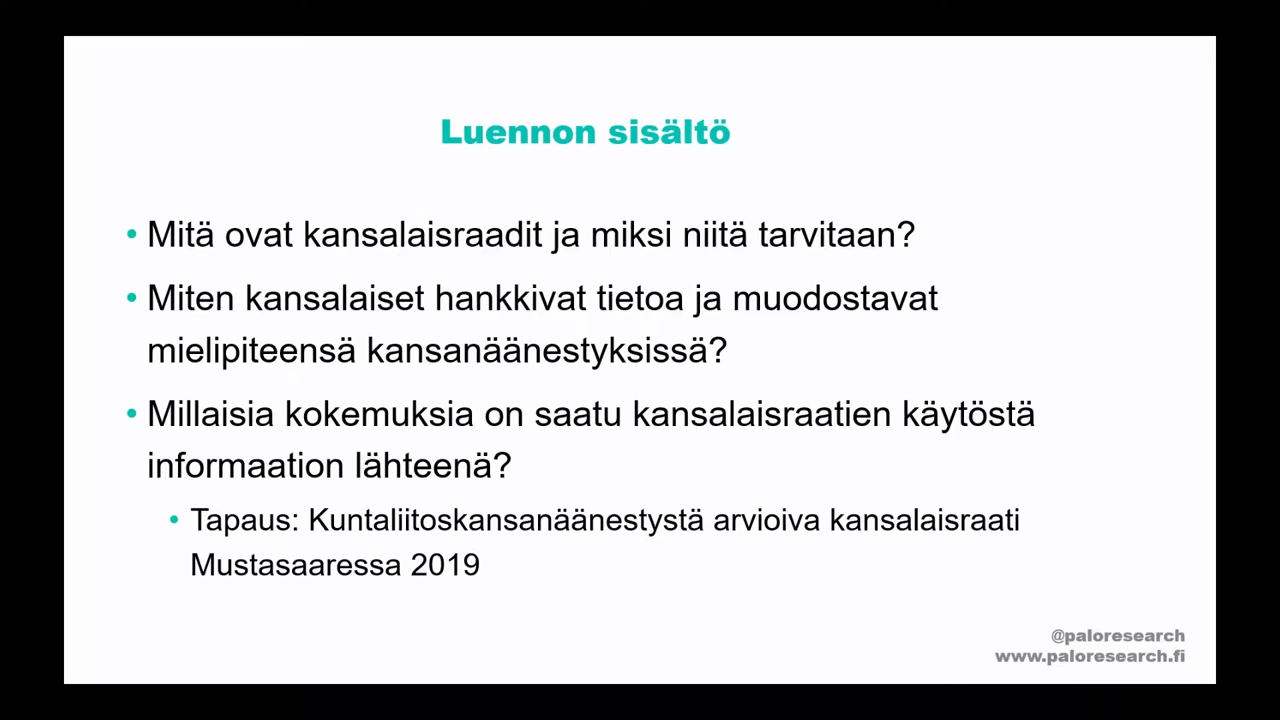 Luennon sisältö
• Mitä ovat kansalaisraadit ja miksi niitä tarvitaan?
• Miten kansalaiset hankkivat tietoa ja muodostavat
mielipiteensä kansanäänestyksissä?
• Millaisia kokemuksia on saatu kansalaisraatien käytöstä
informaation lähteenä?
• Tapaus: Kuntaliitoskansanäänestystä arvioiva kansalaisraati
Mustasaaressa 2019
@paloresearch
www.paloresearch.fi